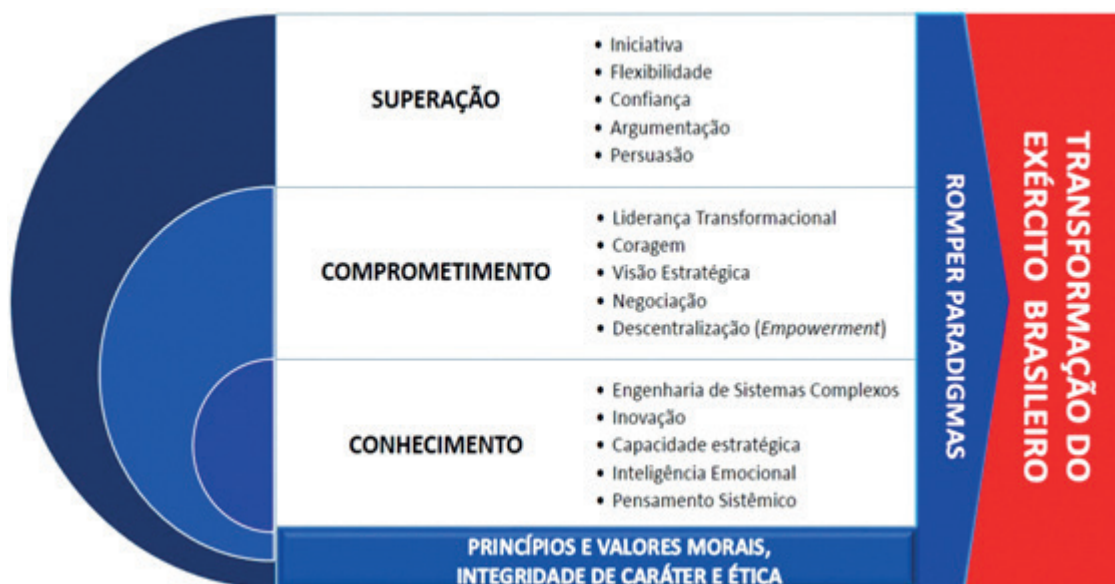 SUPERAÇÃO
• Iniciativa
• Flexibilidade
• Confiança
• Argumentação
• Persuasão
COMPROMETIMENTO
• Liderança Transformacional
• Coragem
• Visão Estratégica
• Negociação
• Descentralização (Empowerment)
CONHECIMENTO
• Engenharia de Sistemas Complexos
• Inovação
• Capacidade estratégica
• Inteligência Emocional
• Pensamento Sistêmico
PRINCÍPIOS E VALORES MORAIS,
INTEGRIDADE DE CARÁTER E ÉTICA
ROMPER PARADIGMAS
TRANSFORMAÇÃO DO
EXÉRCITO BRASILEIRO